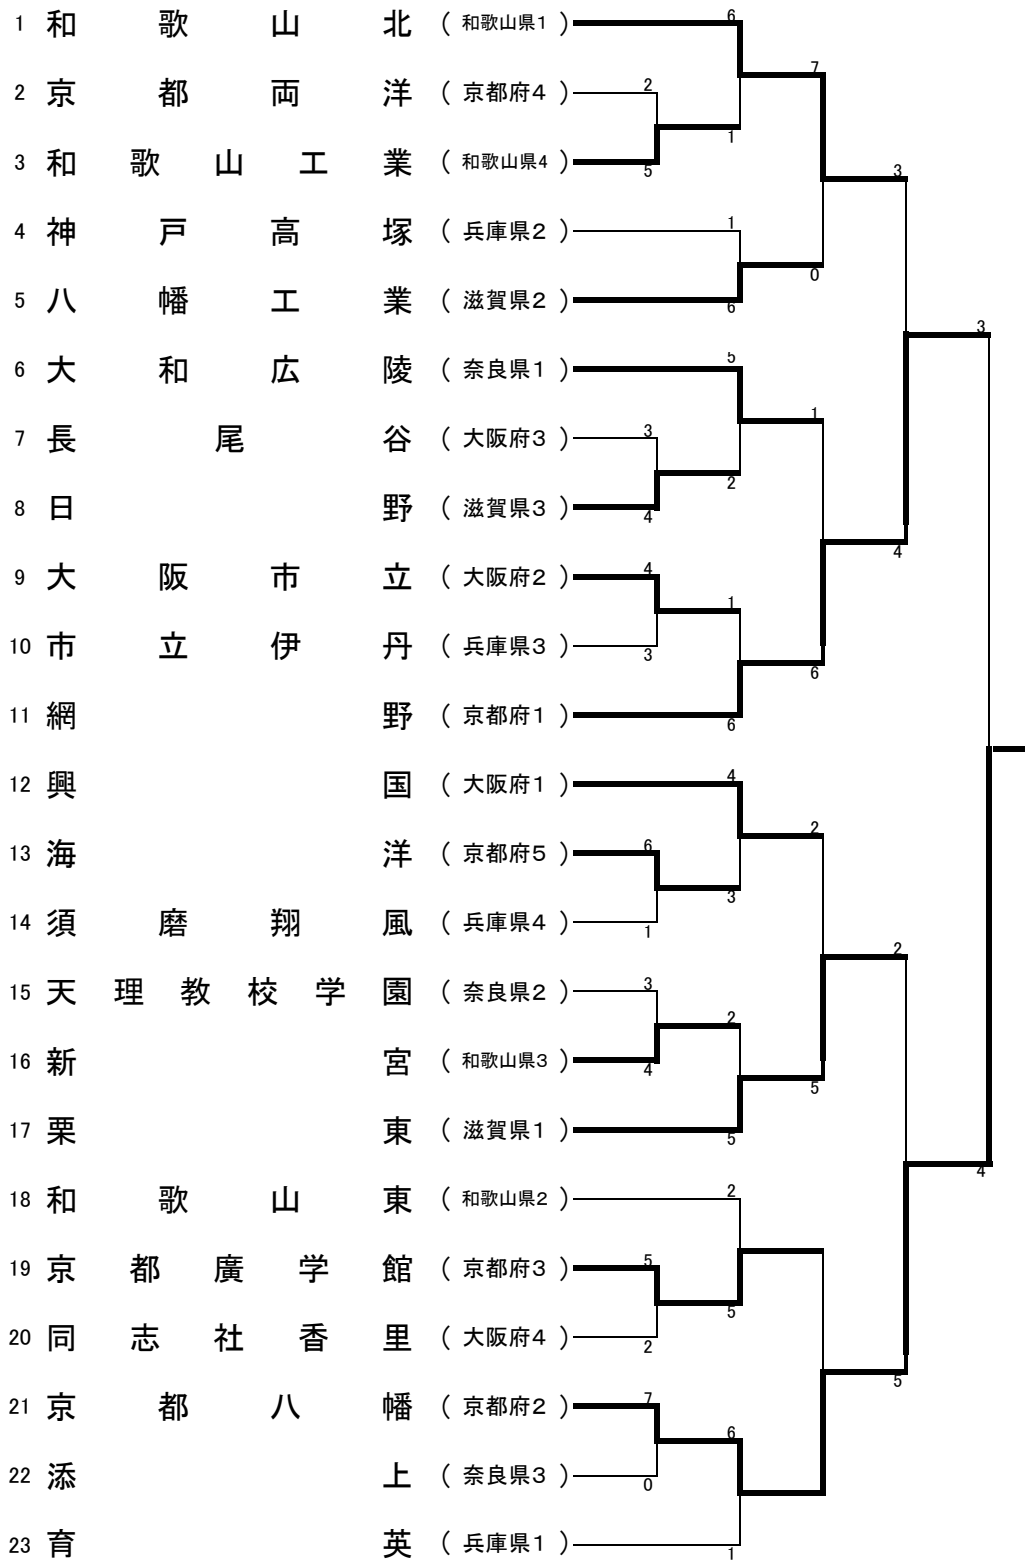 6
1 和歌山北 (和歌山県1)
7
2 京都両洋 (京都府4) 2
1
3 和歌山工業 (和歌山県4) 5
3
4 神戸高塚 (兵庫県2) 1
0
5 八幡工業 (滋賀県2) 6
3
6 大和広陵 (奈良県1) 5
1
7 長尾谷 (大阪府3) 3
2
8 日野 (滋賀県3) 4
4
9 大阪市立 (大阪府2) 4
1
10 市立伊丹 (兵庫県3) 3
6
11 網野 (京都府1) 6
12 興国 (大阪府1) 4
2
13 海洋 (京都府5) 6
3
14 須磨翔風 (兵庫県4) 1
2
15 天理教校学園 (奈良県2) 3
2
16 新宮 (和歌山県3) 4
5
17 栗東 (滋賀県1) 5
4
18 和歌山東 (和歌山県2) 2
19 京都廣学館 (京都府3) 5
5
20 同志社香里 (大阪府4) 2
5
21 京都八幡 (京都府2) 7
6
22 添上 (奈良県3) 0
23 育英 (兵庫県1) 1